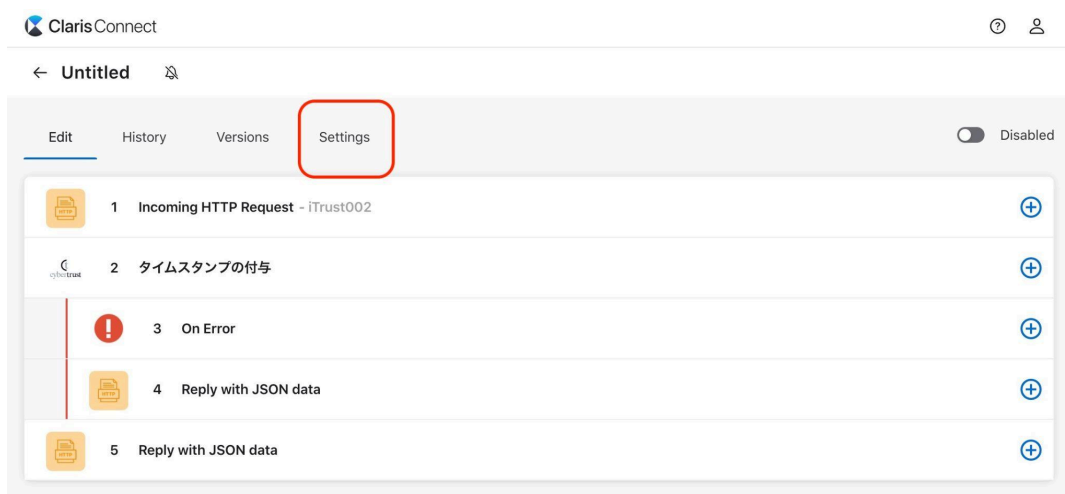 Claris Connect
Untitled
Edit History Versions Settings Disabled
HTTP 1 Incoming HTTP Request - iTrust002
cybertrust 2 タイムスタンプの付与
3 On Error
HTTP 4 Reply with JSON data
HTTP 5 Reply with JSON data